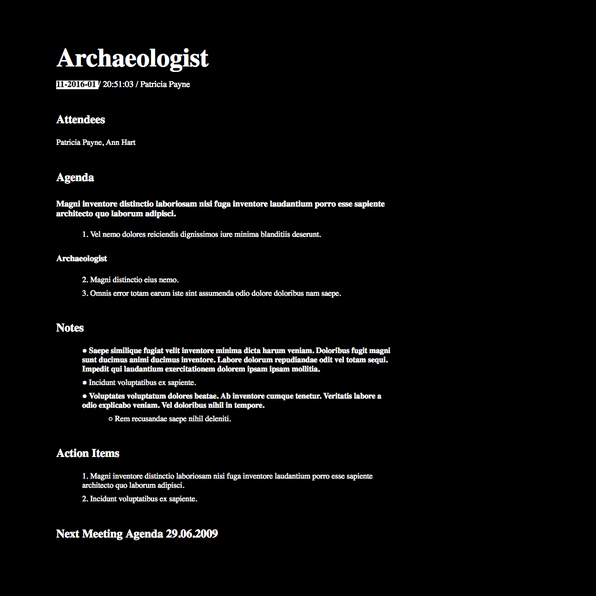 Archaeologist
11-2016-01 / 20:51:03 / Patricia Payne
Attendees
Patricia Payne, Ann Hart
Agenda
Magni inventore distinctio laboriosam nisi fuga inventore laudantium porro esse sapiente
architecto quo laborum adipisci.
1. Vel nemo dolores reiciendis dignissimos iure minima blanditiis deserunt.
Archaeologist
2. Magni distinctio eius nemo.
3. Omnis error totam earum iste sint assumenda odio dolore doloribus nam saepe.
Notes
● Saepe similique fugiat velit inventore minima dicta harum veniam. Doloribus fugit magni
sunt ducimus animi ducimus inventore. Labore dolorum repudiandae odit vel totam sequi.
Impedit qui laudantium exercitationem dolorem ipsam ipsam mollitia.
● Incidunt voluptatibus ex sapiente.
● Voluptates voluptatum dolores beatae. Ab inventore cumque tenetur. Veritatis labore a
odio explicabo veniam. Vel doloribus nihil in tempore.
○ Rem recusandae saepe nihil deleniti.
Action Items
1. Magni inventore distinctio laboriosam nisi fuga inventore laudantium porro esse sapiente
architecto quo laborum adipisci.
2. Incidunt voluptatibus ex sapiente.
Next Meeting Agenda 29.06.2009